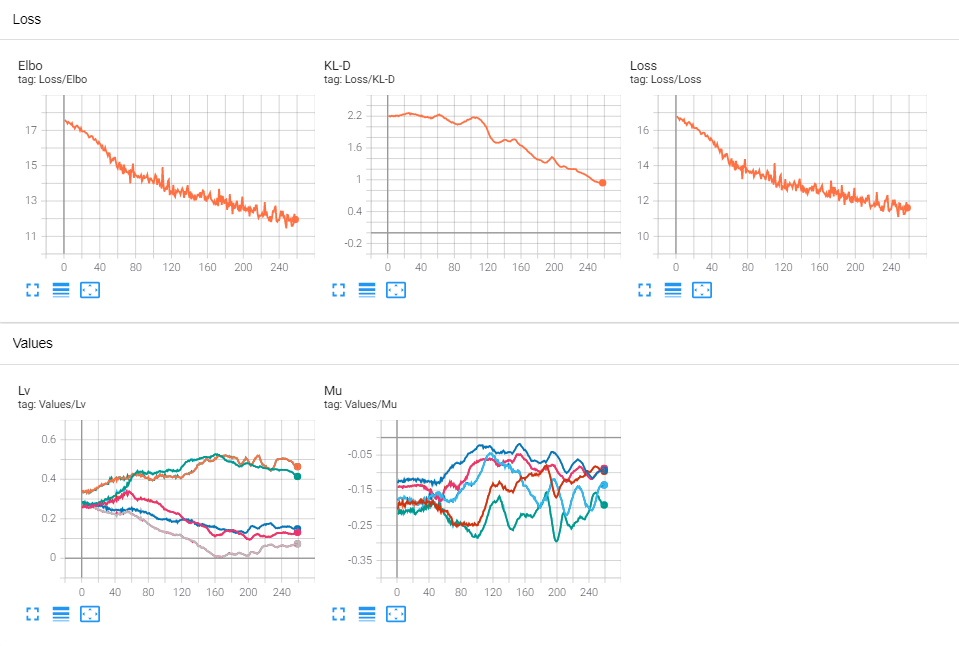 Loss
Elbo
tag: Loss/Elbo
17
15
13
11
0 40 80 120 160 200 240
KL-D
tag: Loss/KL-D
2.2
1.6
1
0.4
-0.2
0 40 80 120 160 200 240
Loss
tag: Loss/Loss
16
14
12
10
0 40 80 120 160 200 240
Values
Lv
tag: Values/Lv
0.6
0.4
0.2
0
0 40 80 120 160 200 240
Mu
tag: Values/Mu
-0.05
-0.15
-0.25
-0.35
0 40 80 120 160 200 240